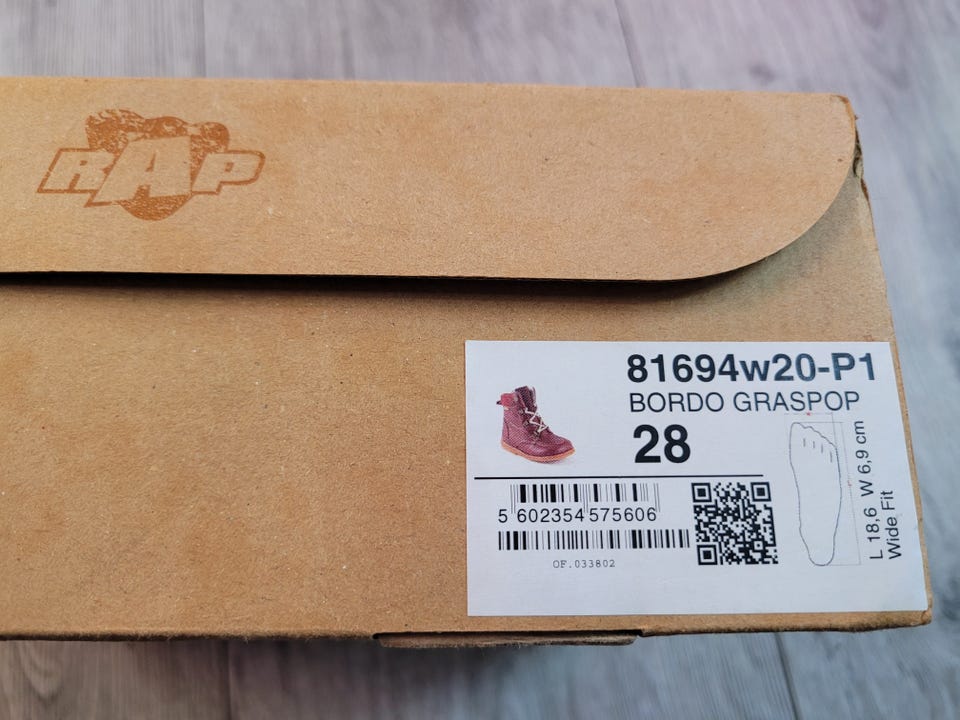 RAP
81694w20-P1
BORDO GRASPOP
28
5 602354 575606
OF.033802
L 18,6 W 6,9 cm
Wide Fit